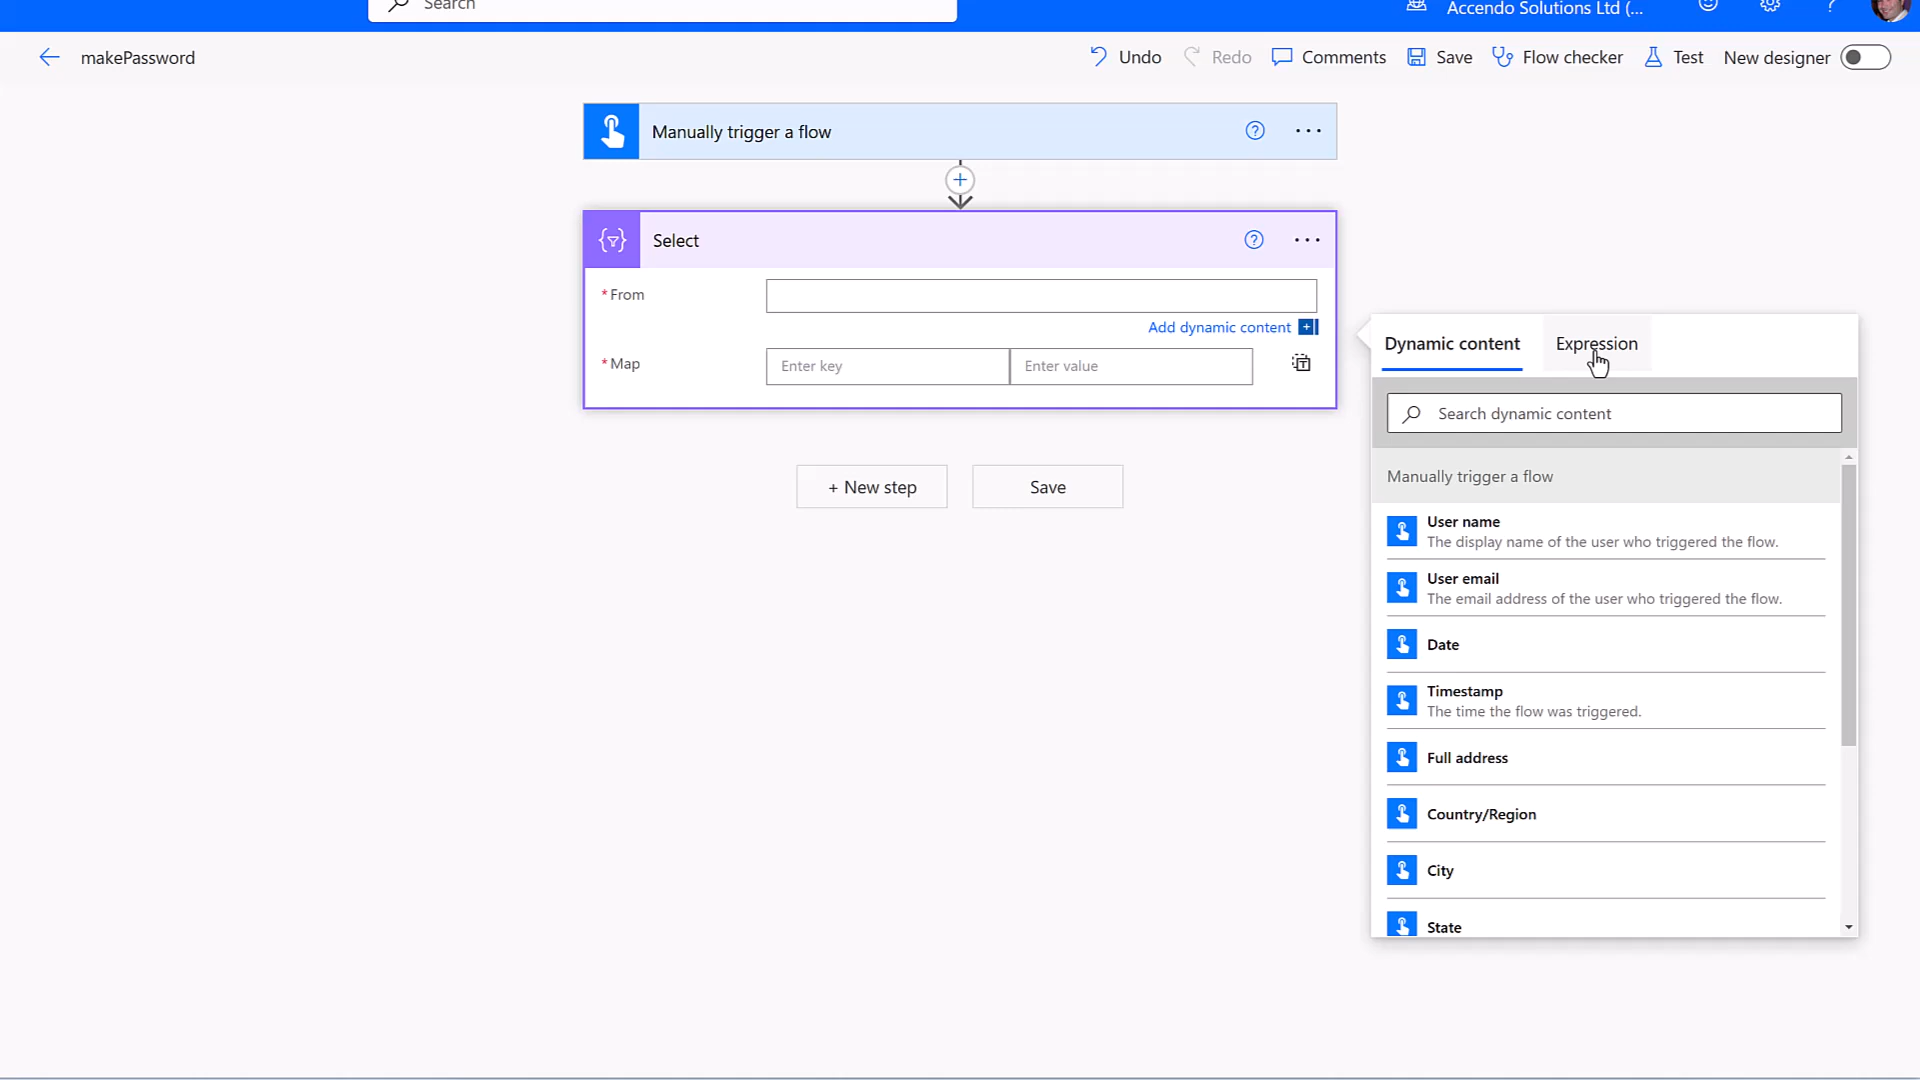 Search
Accendo Solutions Ltd (...
?
makePassword
Undo
Redo
Comments
Save
Flow checker
Test
New designer
Manually trigger a flow
?
Select
?
* From
Add dynamic content
* Map
Enter key
Enter value
+ New step
Save
Dynamic content
Expression
Search dynamic content
Manually trigger a flow
User name
The display name of the user who triggered the flow.
User email
The email address of the user who triggered the flow.
Date
Timestamp
The time the flow was triggered.
Full address
Country/Region
City
State